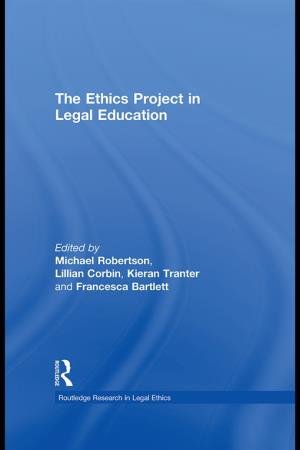 The Ethics Project in
Legal Education
Edited by
Michael Robertson,
Lillian Corbin, Kieran Tranter
and Francesca Bartlett
ROUTLEDGE
Routledge Research in Legal Ethics